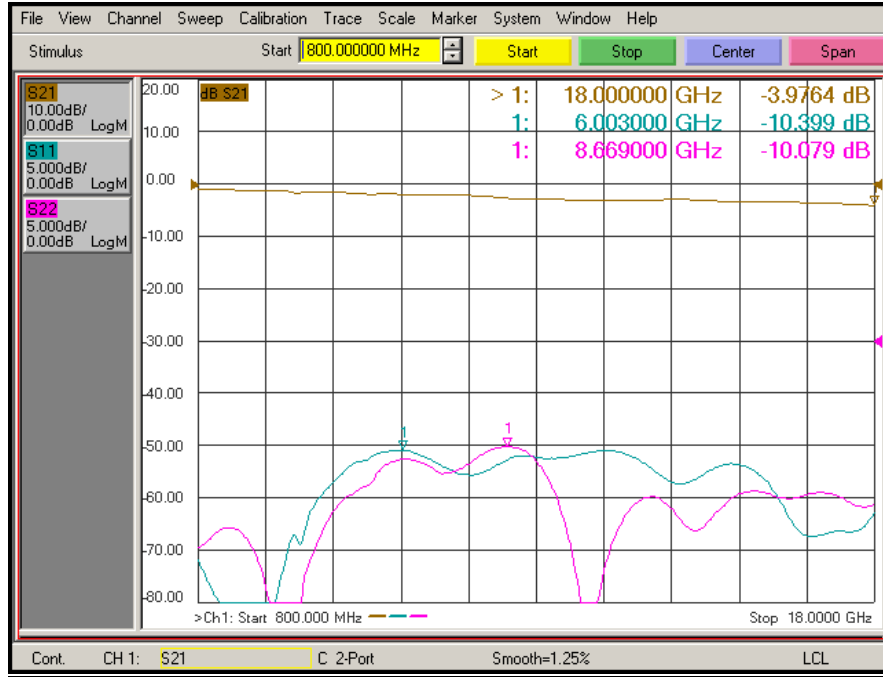 File View Channel Sweep Calibration Trace Scale Marker System Window Help
Stimulus Start 800.000000 MHz Start Stop Center Span
S21
10.00dB/
0.00dB LogM
S11
5.000dB/
0.00dB LogM
S22
5.000dB/
0.00dB LogM
dB S21
> 1: 18.000000 GHz -3.9764 dB
1: 6.003000 GHz -10.399 dB
1: 8.669000 GHz -10.079 dB
20.00
10.00
0.00
-10.00
-20.00
-30.00
-40.00
-50.00
-60.00
-70.00
-80.00
1
1
>Ch1: Start 800.000 MHz Stop 18.0000 GHz
Cont. CH 1: S21 C 2-Port Smooth=1.25% LCL